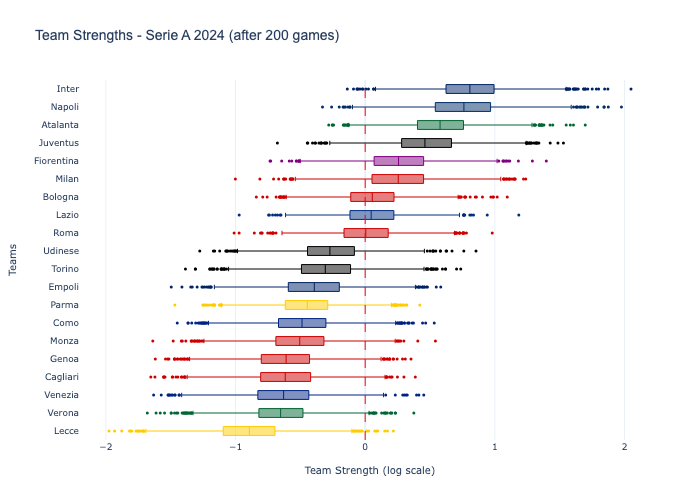 Team Strengths - Serie A 2024 (after 200 games)
Inter
Napoli
Atalanta
Juventus
Fiorentina
Milan
Bologna
Lazio
Roma
Udinese
Torino
Empoli
Parma
Como
Monza
Genoa
Cagliari
Venezia
Verona
Lecce
Teams
−2
−1
0
1
2
Team Strength (log scale)